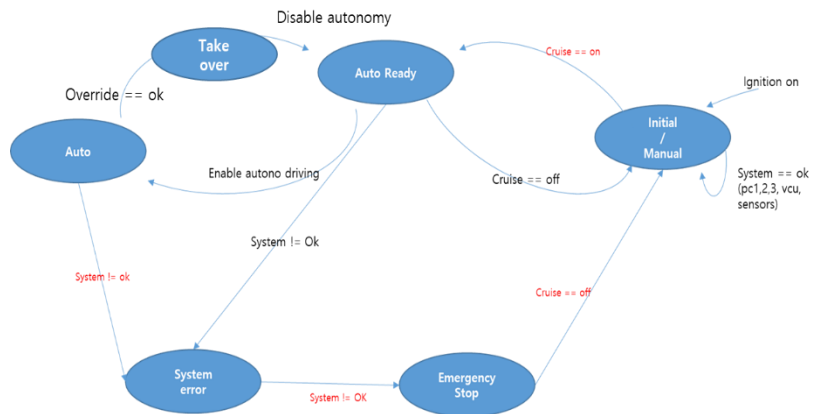 Disable autonomy
Take
over
Cruise == on
Auto Ready
Ignition on
Override == ok
Initial
/
Manual
Auto
Enable autono driving
Cruise == off
System == ok
(pc1,2,3, vcu,
sensors)
System != Ok
System != ok
Cruise == off
System
error
Emergency
Stop
System != OK